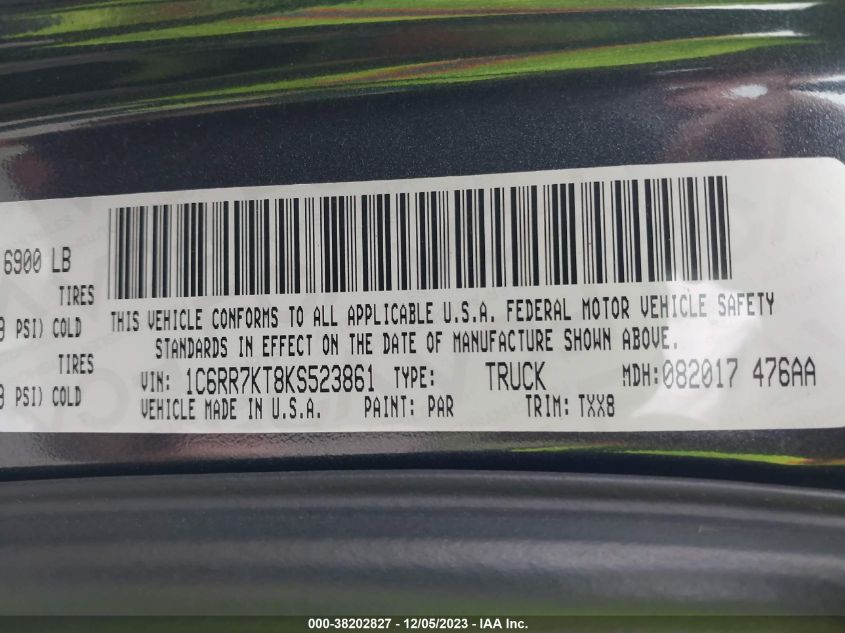 6900 LB
TIRES
PSI) COLD
TIRES
PSI) COLD
THIS VEHICLE CONFORMS TO ALL APPLICABLE U.S.A. FEDERAL MOTOR VEHICLE SAFETY
STANDARDS IN EFFECT ON THE DATE OF MANUFACTURE SHOWN ABOVE.
VIN: 1C6RR7KT8KS523861 TYPE: TRUCK MDH:082017 476AA
VEHICLE MADE IN U.S.A. PAINT: PAR TRIM: TXX8
000-38202827 - 12/05/2023 - IAA Inc.